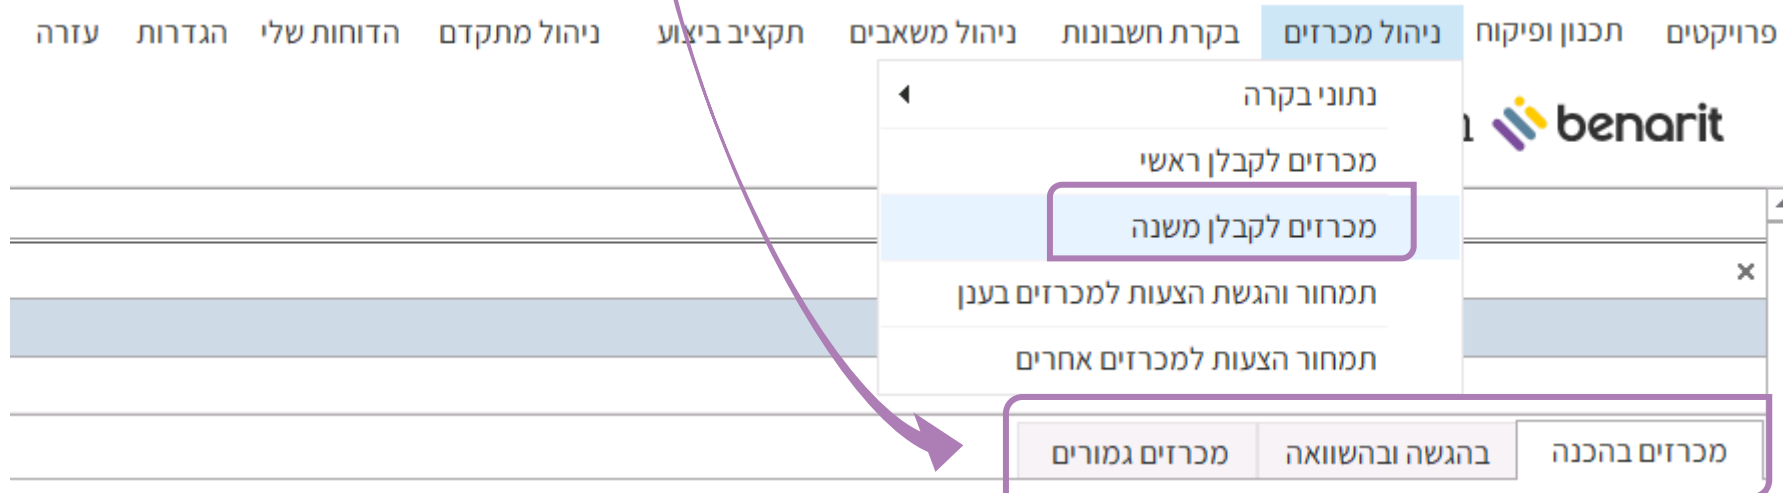 פרויקטים תכנון ופיקוח ניהול מכרזים בקרת חשבונות ניהול משאבים תקציב ביצוע ניהול מתקדם הדוחות שלי הגדרות עזרה
נתוני בקרה
benarit
מכרזים לקבלן ראשי
מכרזים לקבלן משנה
תמחור והגשת הצעות למכרזים בענן
תמחור הצעות למכרזים אחרים
מכרזים בהכנה בהגשה ובהשוואה מכרזים גמורים